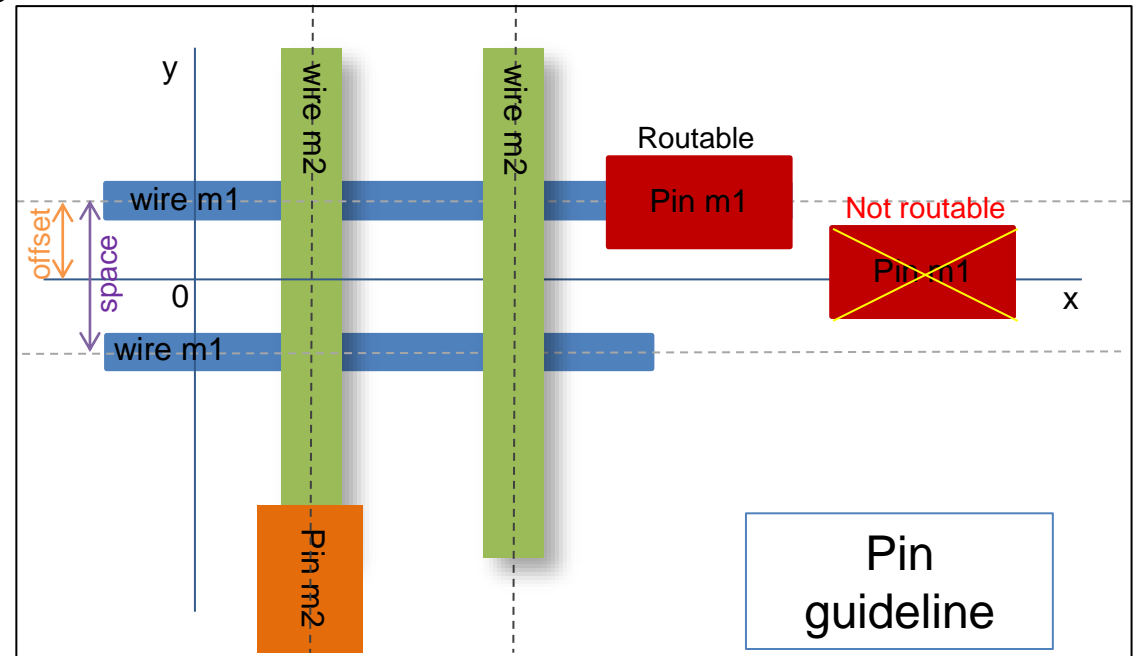 y
wire m2
wire m2
Routable
wire m1
Pin m1
Not routable
offset
space
Pin m1
0
x
wire m1
Pin m2
Pin
guideline